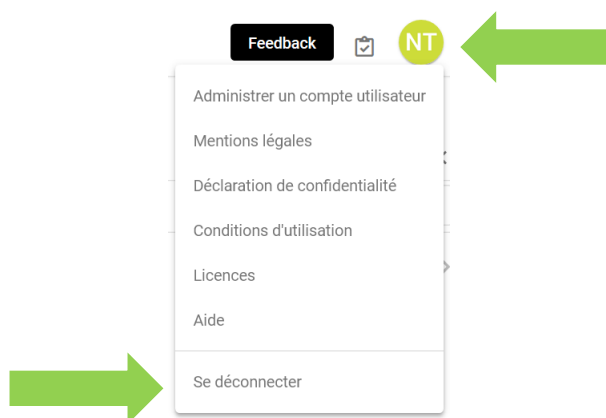 Feedback
NT
Administrer un compte utilisateur
Mentions légales
Déclaration de confidentialité
Conditions d'utilisation
Licences
Aide
Se déconnecter